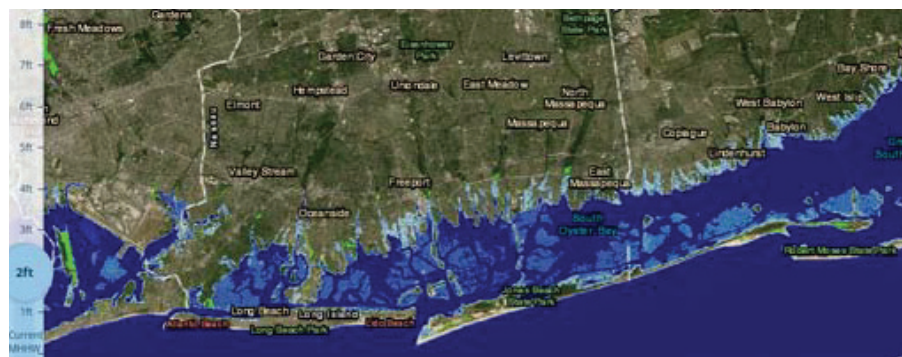 8ft
Gardens
Fresh Meadows
Bethpage
State Park
7ft
Garden City
Eisenhower
Park
Levittown
Bay Shore
Hempstead
Uniondale
East Meadow
North
Massapequa
West Islip
6ft
Elmont
West Babylon
Nassau
Massapequa
Copiague
Babylon
5ft
Lindenhurst
Valley Stream
Freeport
East
Massapequa
4ft
Oceanside
South
Oyster Bay
3ft
Robert Moses State Park
2ft
Jones Beach
State Park
1ft
Long Beach
Long Island
Atlantic Beach
Long Beach Park
Lido Beach
Current
MHHW